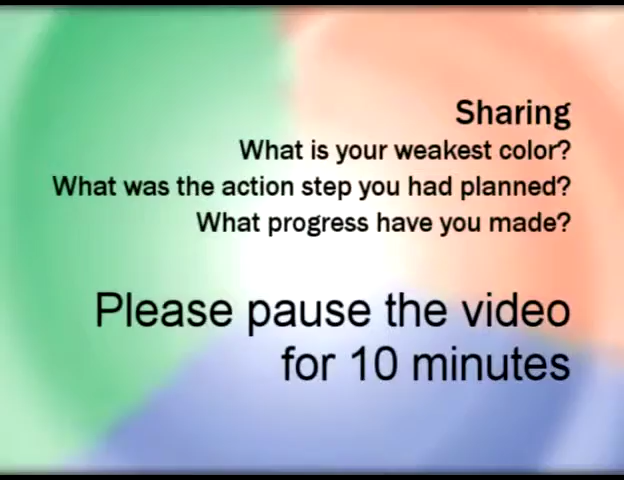 Sharing
What is your weakest color?
What was the action step you had planned?
What progress have you made?
Please pause the video
for 10 minutes